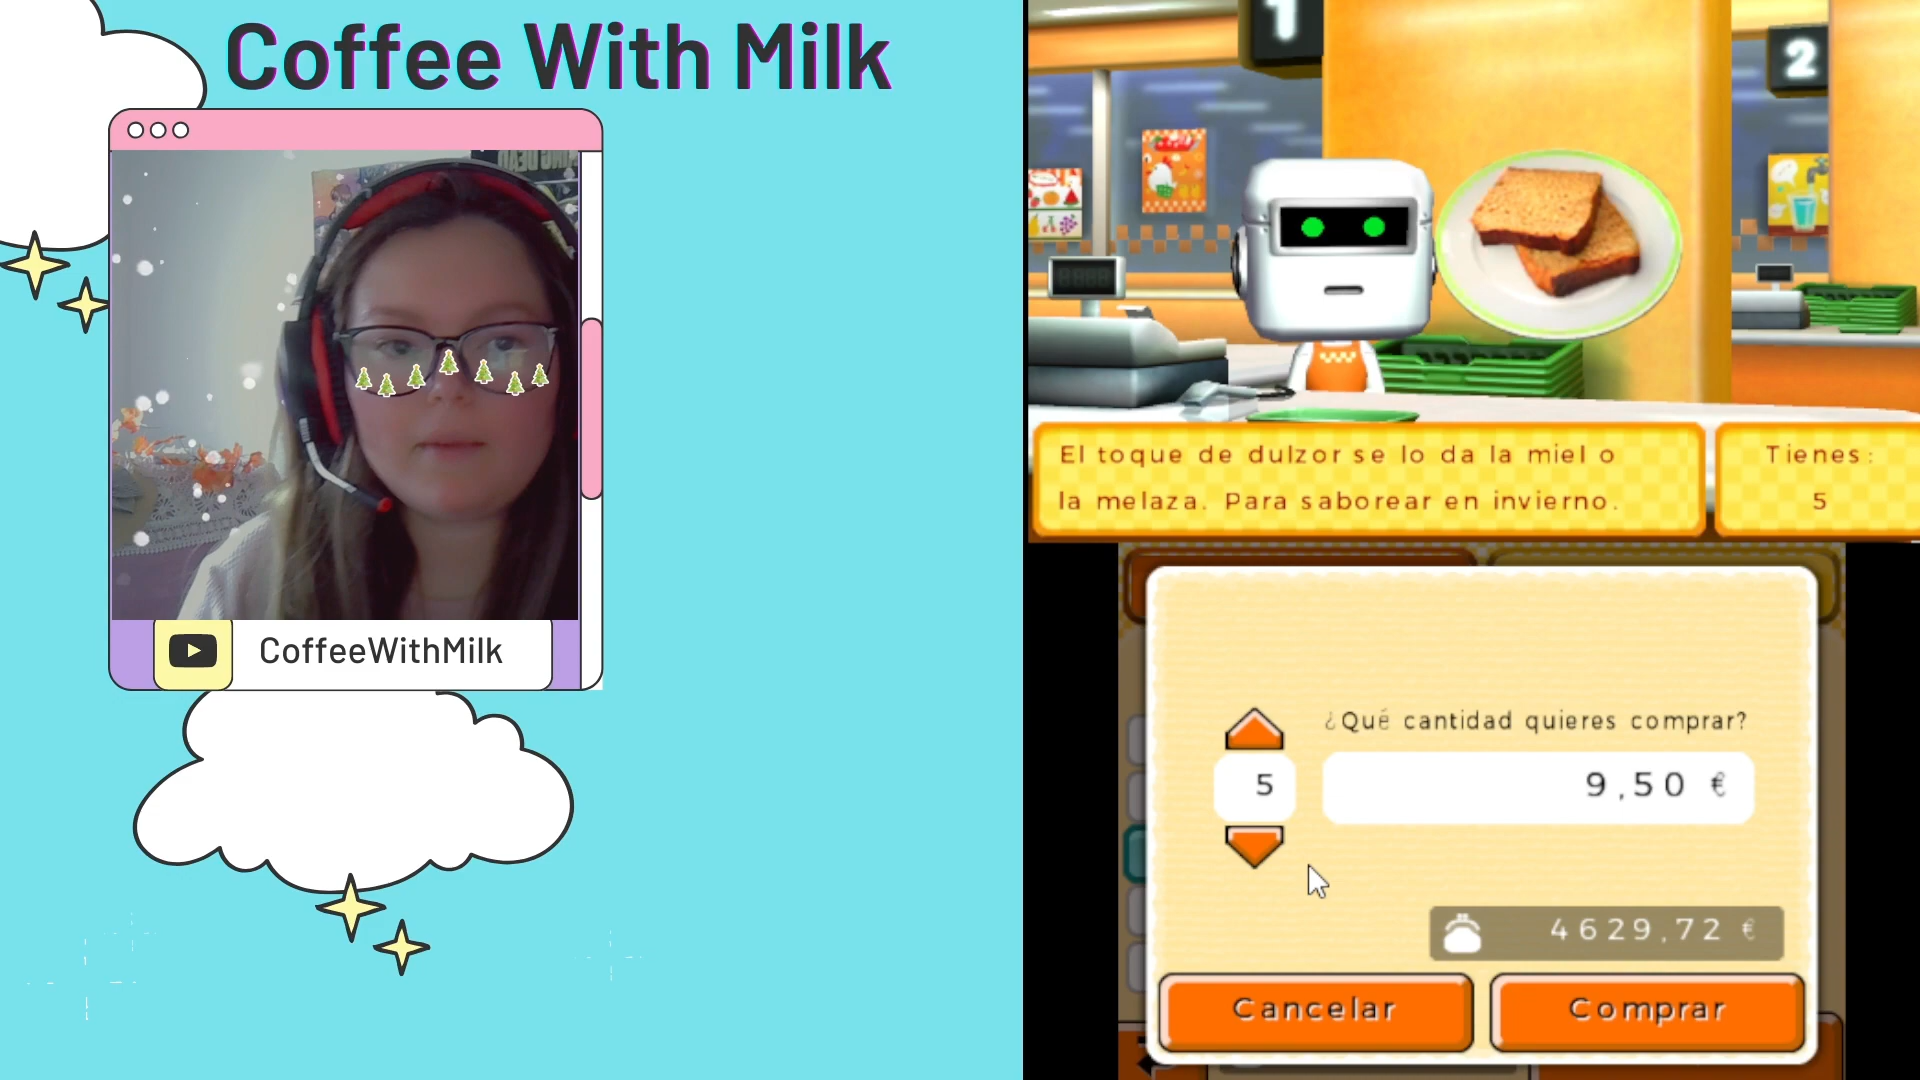 Coffee With Milk
CoffeeWithMilk
1
2
El toque de dulzor se lo da la miel o
la melaza. Para saborear en invierno.
Tienes:
5
¿Qué cantidad quieres comprar?
5
9,50 €
4629,72 €
Cancelar
Comprar